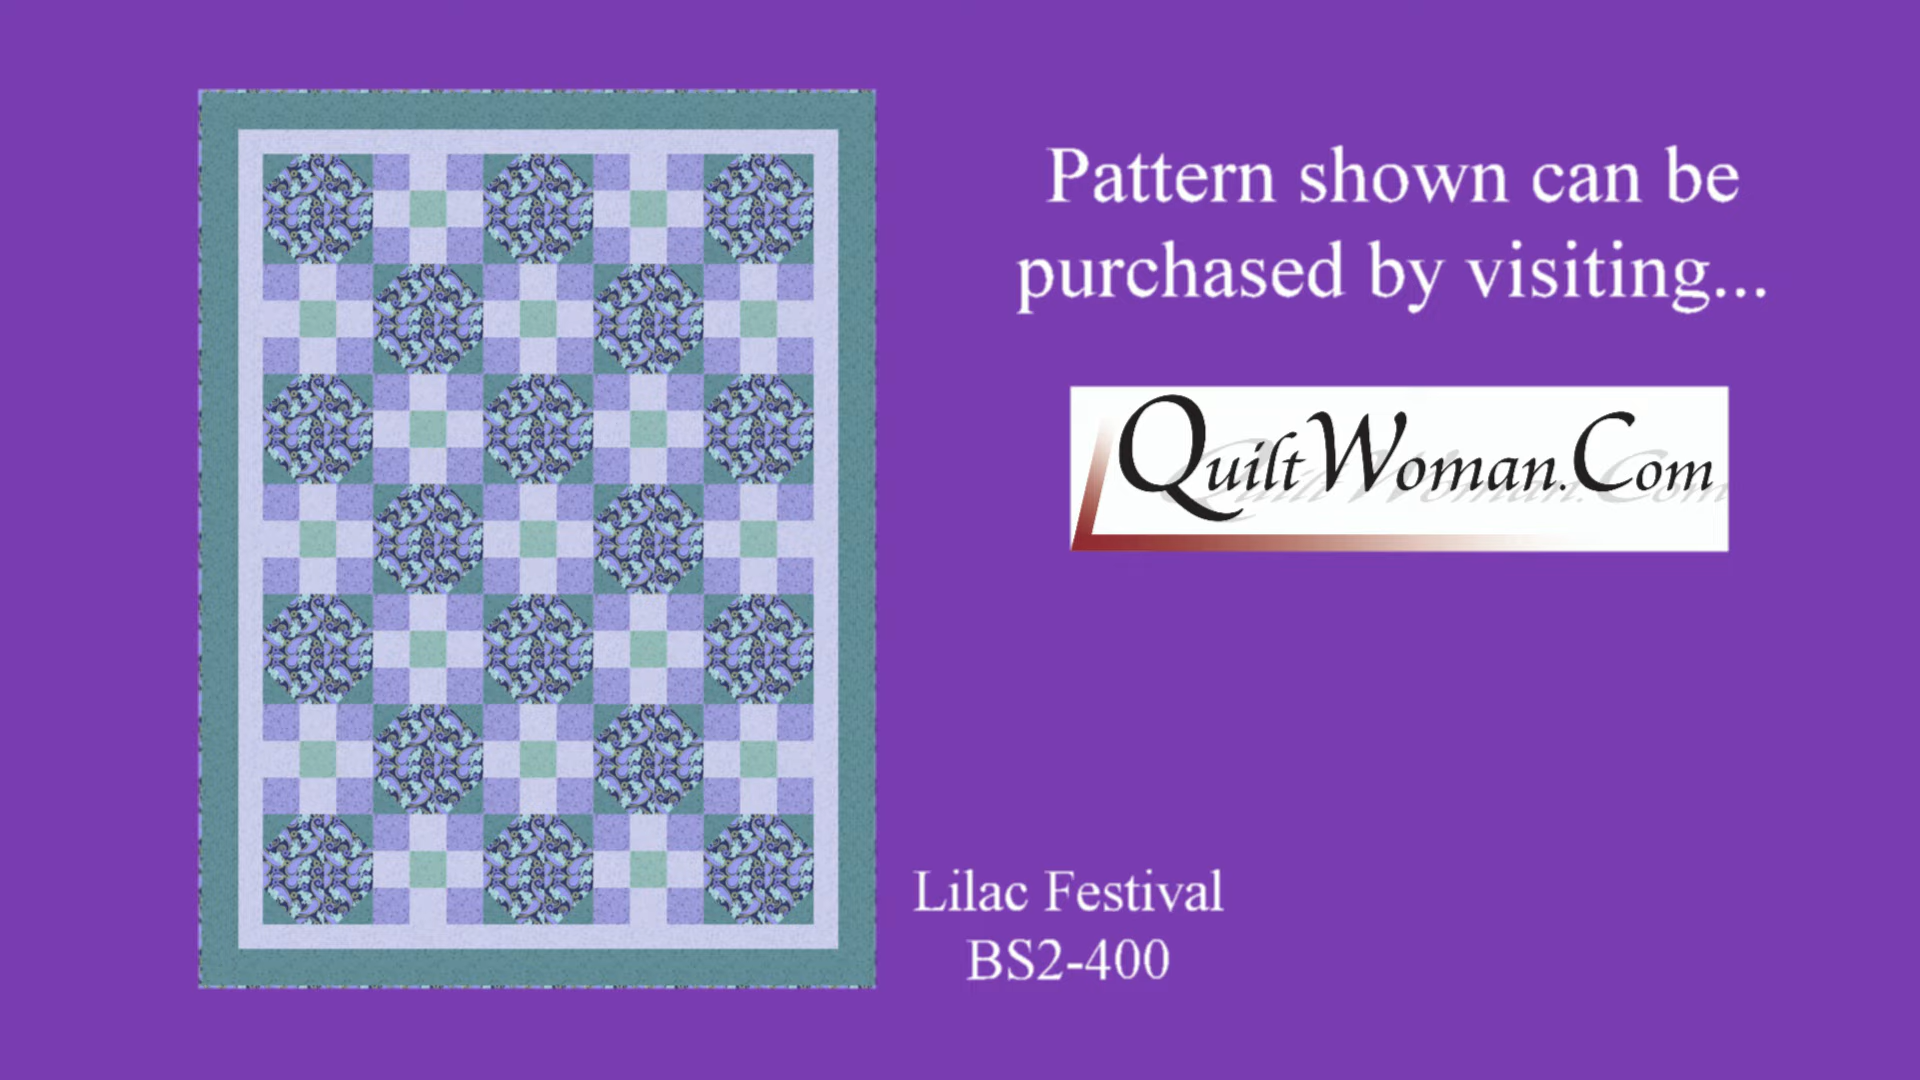 Pattern shown can be
purchased by visiting...
QuiltWoman.Com
Lilac Festival
BS2-400